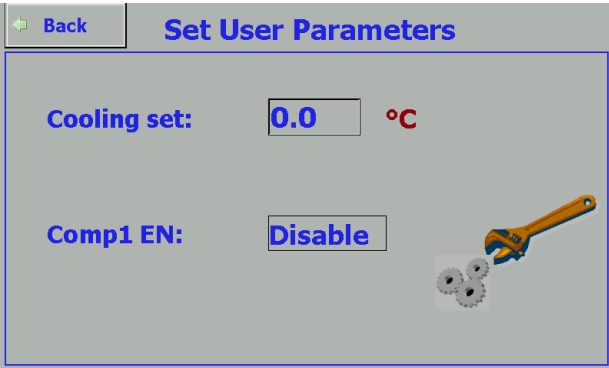 Back
Set User Parameters
Cooling set: 0.0 °C
Comp1 EN: Disable